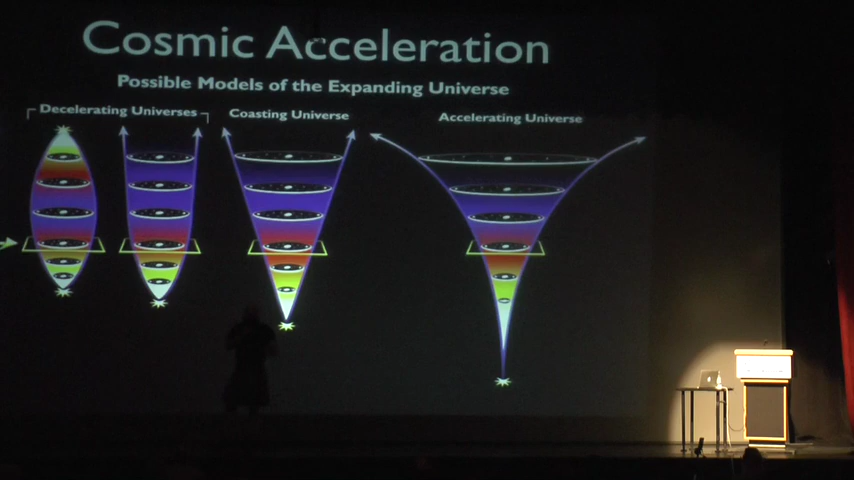 Cosmic Acceleration
Possible Models of the Expanding Universe
Decelerating Universes
Coasting Universe
Accelerating Universe